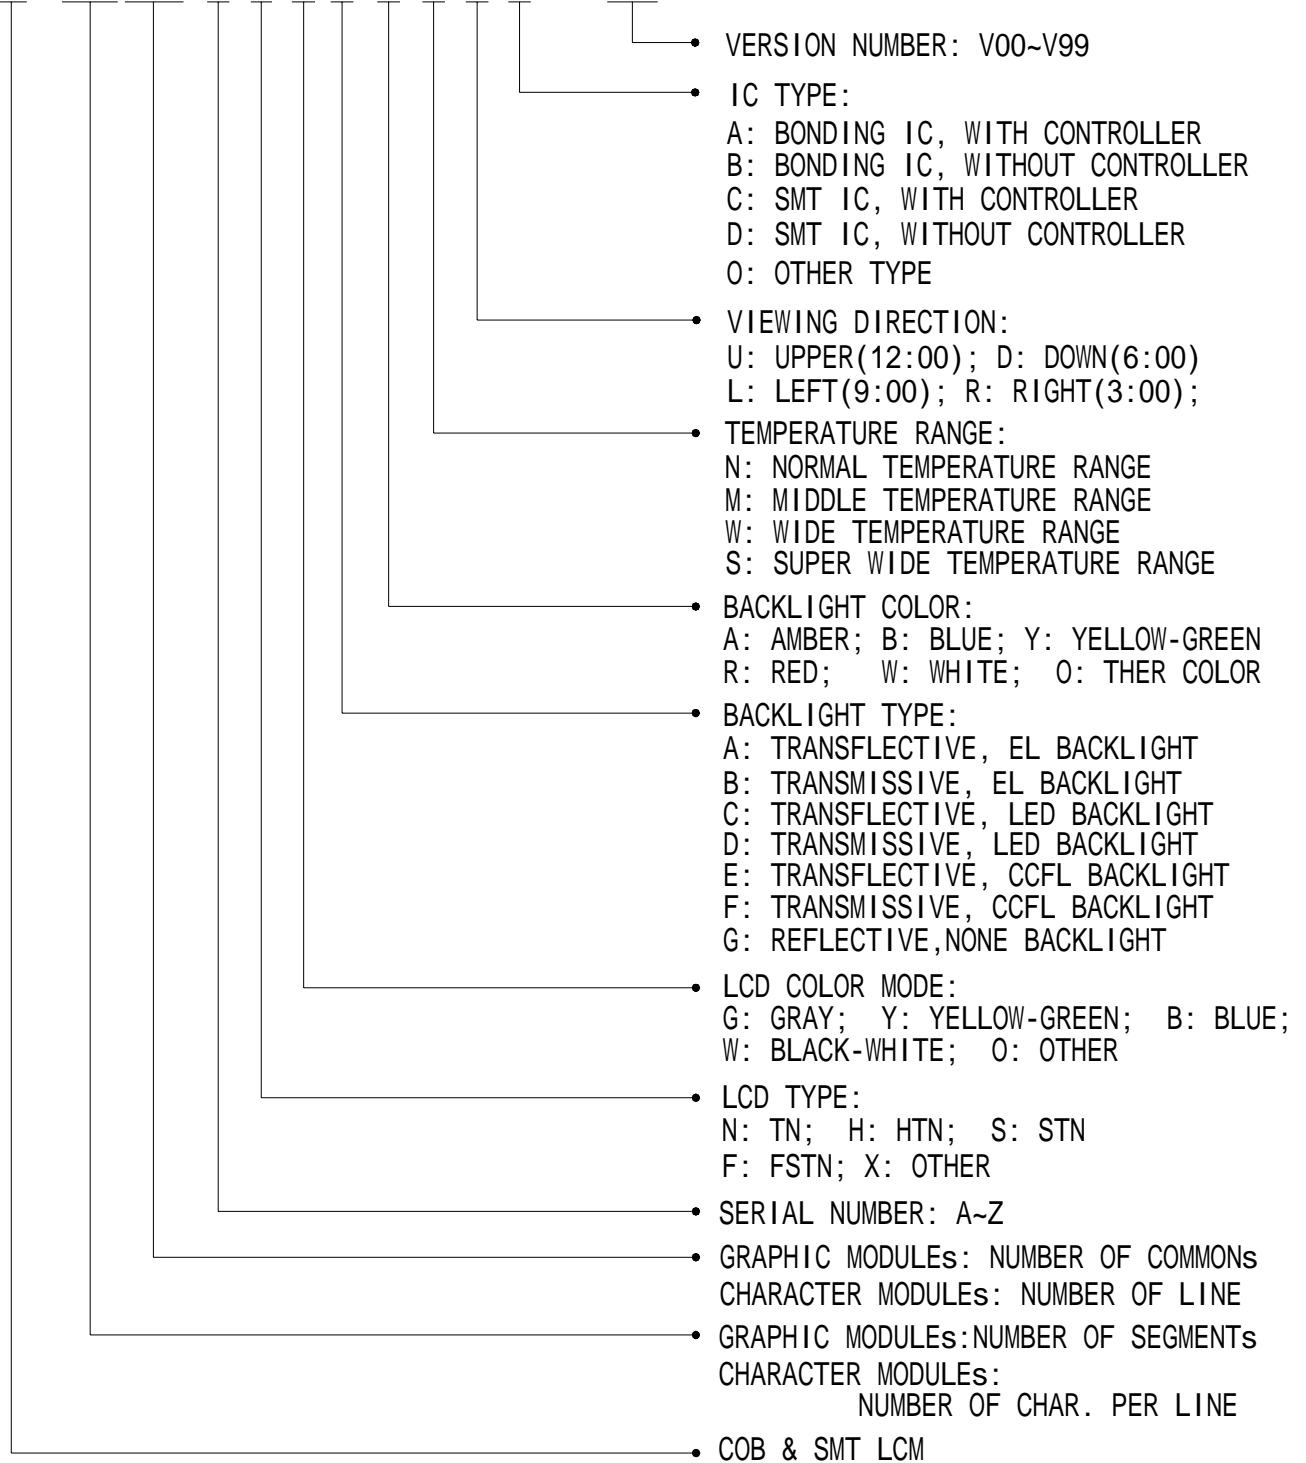 VERSION NUMBER: V00~V99
IC TYPE:
A: BONDING IC, WITH CONTROLLER
B: BONDING IC, WITHOUT CONTROLLER
C: SMT IC, WITH CONTROLLER
D: SMT IC, WITHOUT CONTROLLER
O: OTHER TYPE
VIEWING DIRECTION:
U: UPPER(12:00); D: DOWN(6:00)
L: LEFT(9:00); R: RIGHT(3:00);
TEMPERATURE RANGE:
N: NORMAL TEMPERATURE RANGE
M: MIDDLE TEMPERATURE RANGE
W: WIDE TEMPERATURE RANGE
S: SUPER WIDE TEMPERATURE RANGE
BACKLIGHT COLOR:
A: AMBER; B: BLUE; Y: YELLOW-GREEN
R: RED; W: WHITE; O: THER COLOR
BACKLIGHT TYPE:
A: TRANSFLECTIVE, EL BACKLIGHT
B: TRANSMISSIVE, EL BACKLIGHT
C: TRANSFLECTIVE, LED BACKLIGHT
D: TRANSMISSIVE, LED BACKLIGHT
E: TRANSFLECTIVE, CCFL BACKLIGHT
F: TRANSMISSIVE, CCFL BACKLIGHT
G: REFLECTIVE,NONE BACKLIGHT
LCD COLOR MODE:
G: GRAY; Y: YELLOW-GREEN; B: BLUE;
W: BLACK-WHITE; O: OTHER
LCD TYPE:
N: TN; H: HTN; S: STN
F: FSTN; X: OTHER
SERIAL NUMBER: A~Z
GRAPHIC MODULEs: NUMBER OF COMMONs
CHARACTER MODULEs: NUMBER OF LINE
GRAPHIC MODULEs:NUMBER OF SEGMENTs
CHARACTER MODULEs:
NUMBER OF CHAR. PER LINE
COB & SMT LCM